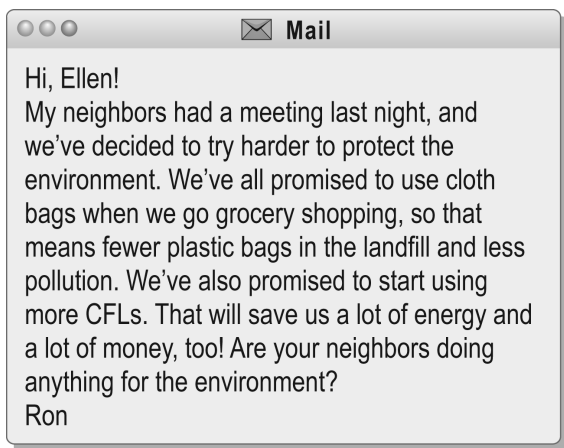 Mail
Hi, Ellen!
My neighbors had a meeting last night, and
we've decided to try harder to protect the
environment. We've all promised to use cloth
bags when we go grocery shopping, so that
means fewer plastic bags in the landfill and less
pollution. We've also promised to start using
more CFLs. That will save us a lot of energy and
a lot of money, too! Are your neighbors doing
anything for the environment?
Ron